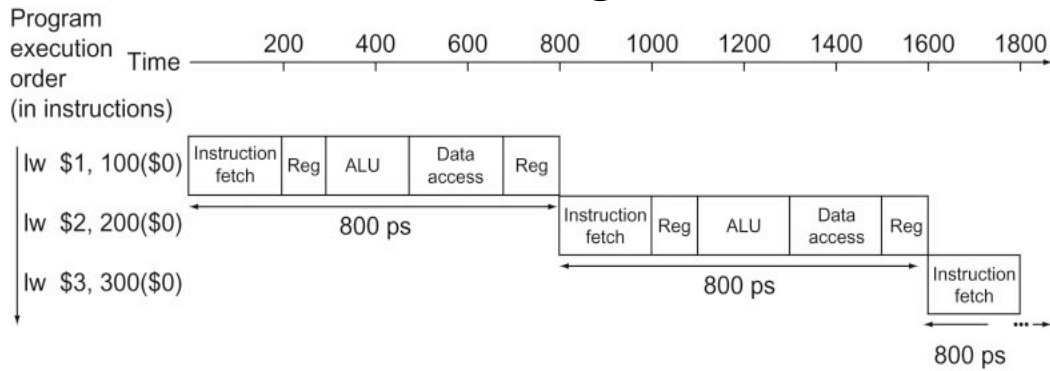 Program
execution
order
(in instructions)
Time
200 400 600 800 1000 1200 1400 1600 1800
lw $1, 100($0)
Instruction
fetch
Reg
ALU
Data
access
Reg
800 ps
lw $2, 200($0)
Instruction
fetch
Reg
ALU
Data
access
Reg
800 ps
lw $3, 300($0)
Instruction
fetch
...
800 ps